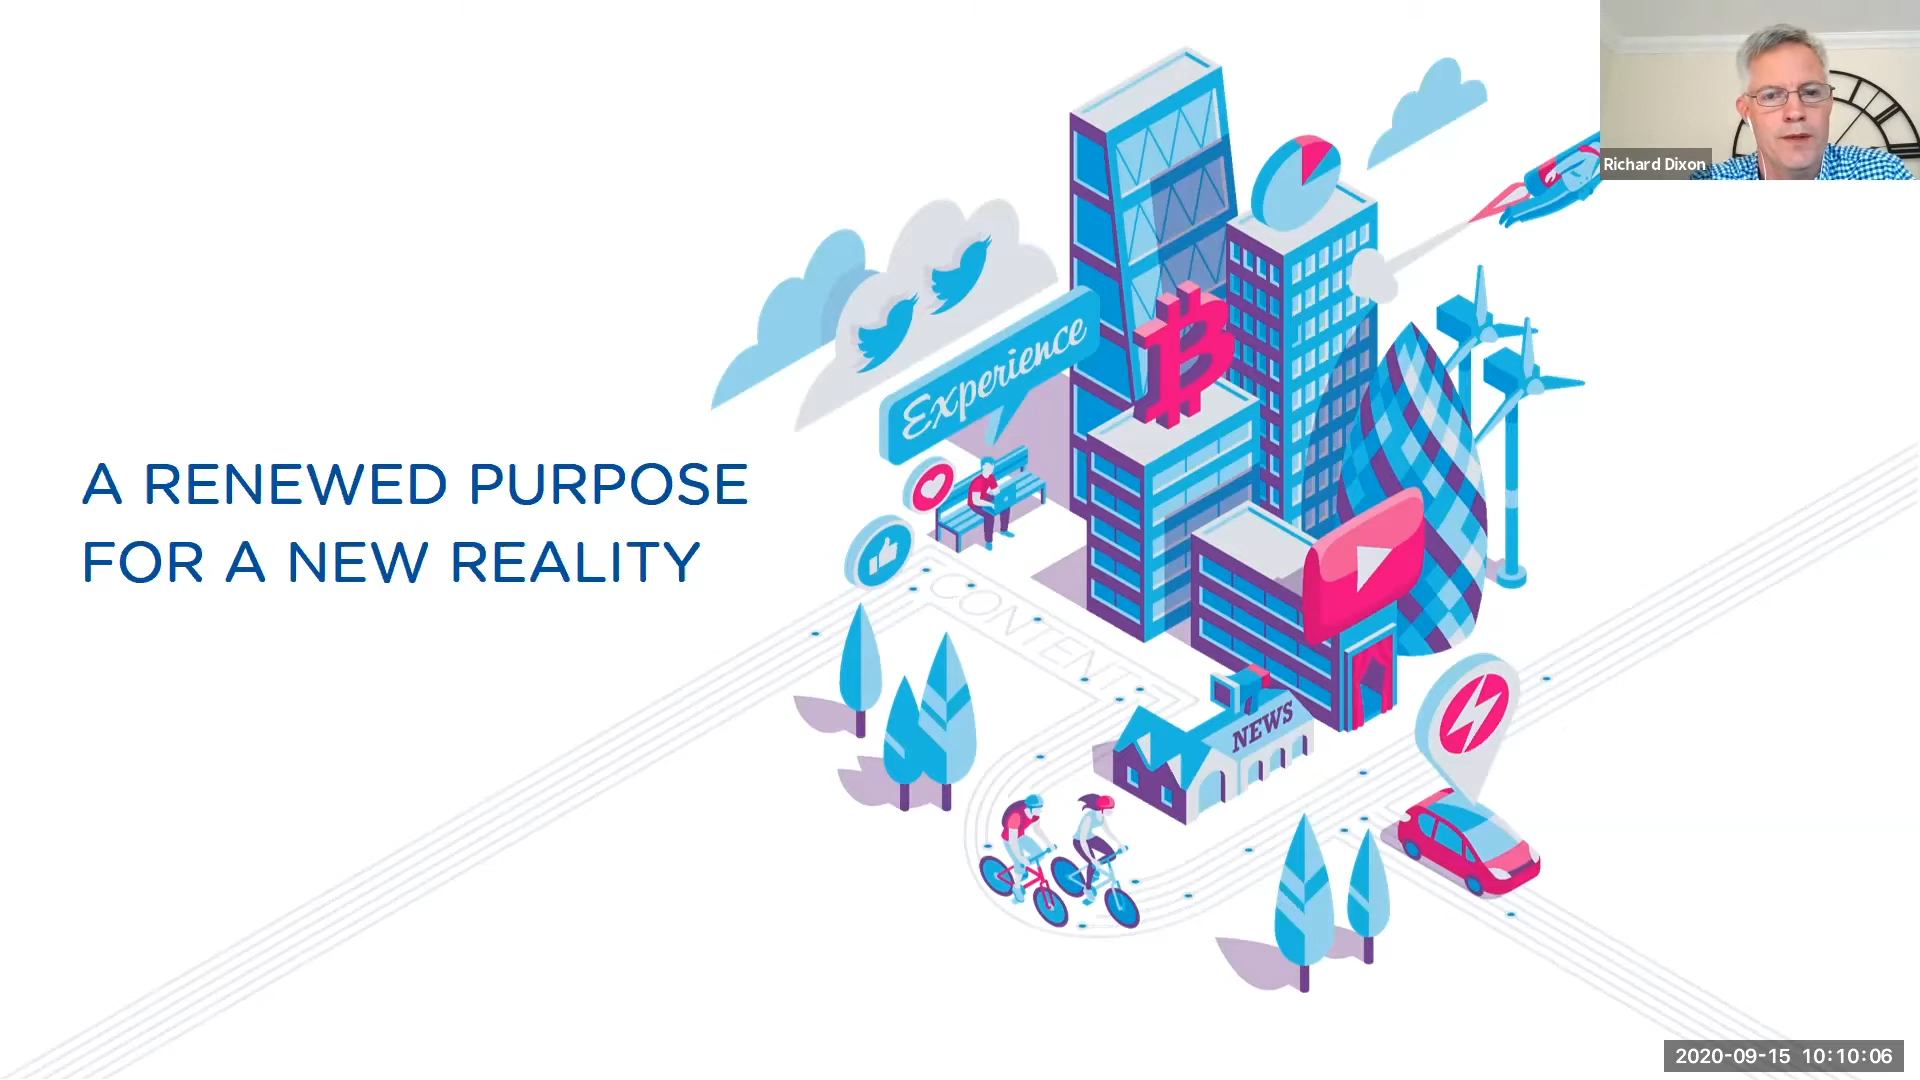 Richard Dixon
Experience
A RENEWED PURPOSE
FOR A NEW REALITY
CONTENT
NEWS
2020-09-15 10:10:06